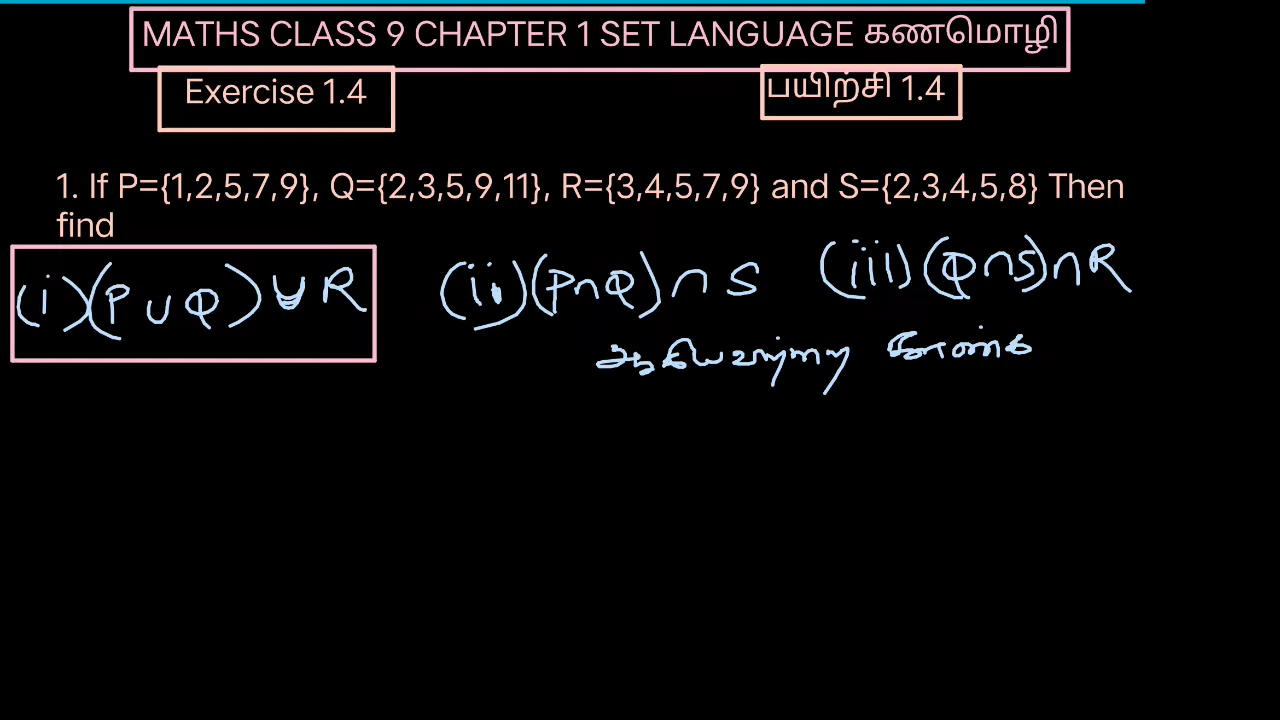 MATHS CLASS 9 CHAPTER 1 SET LANGUAGE கணமொழி
Exercise 1.4 பயிற்சி 1.4
1. If P={1,2,5,7,9}, Q={2,3,5,9,11}, R={3,4,5,7,9} and S={2,3,4,5,8} Then
find
(i) (P∪Q)∪R (ii) (P∩Q)∩S (iii) (Q∩S)∩R
ஆகியவற்றை காண்க